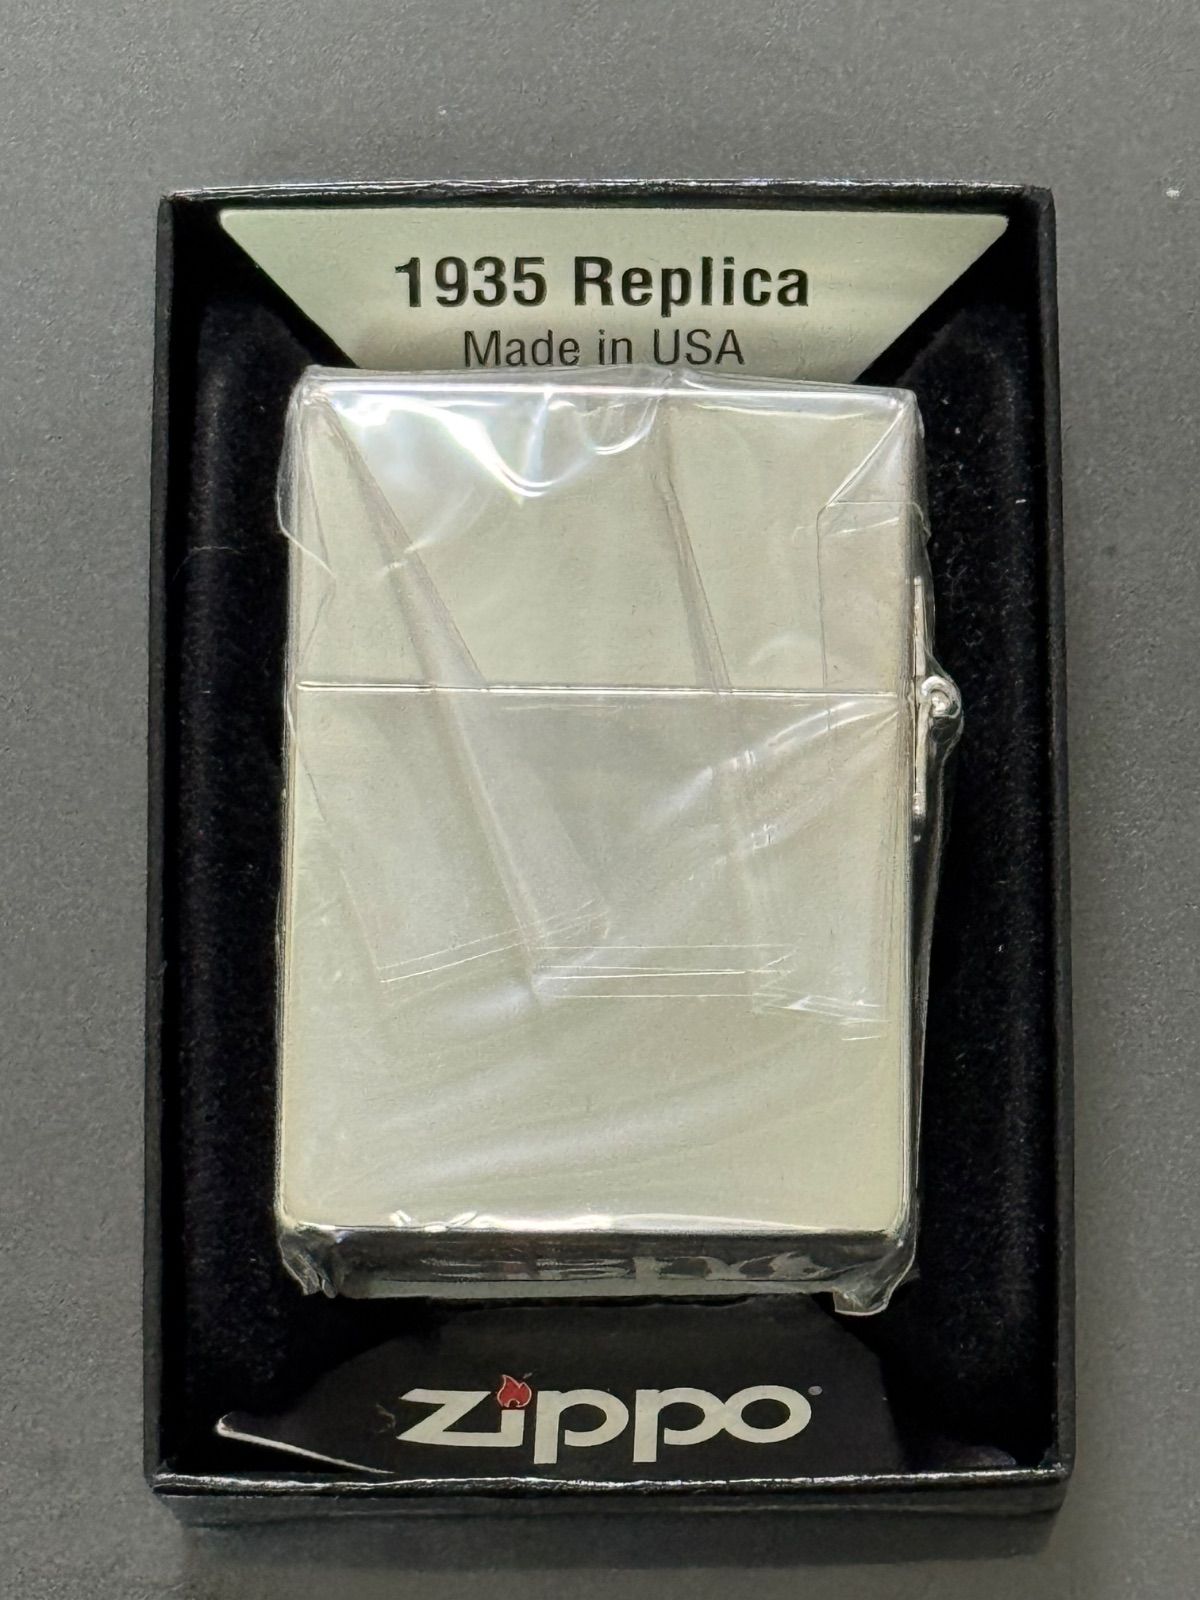 1935 Replica
Made in USA
zippo